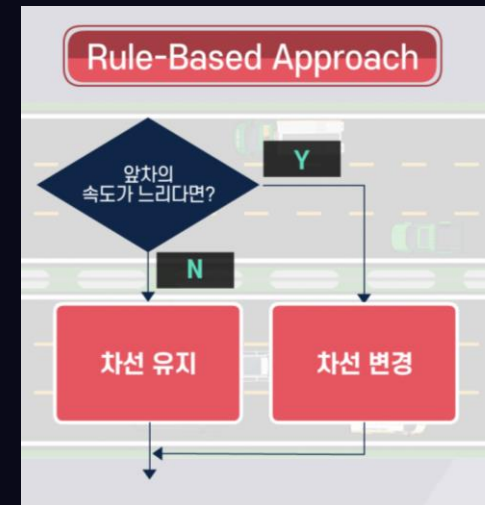 Rule-Based Approach
앞차의
속도가 느리다면?
Y
N
차선 유지
차선 변경